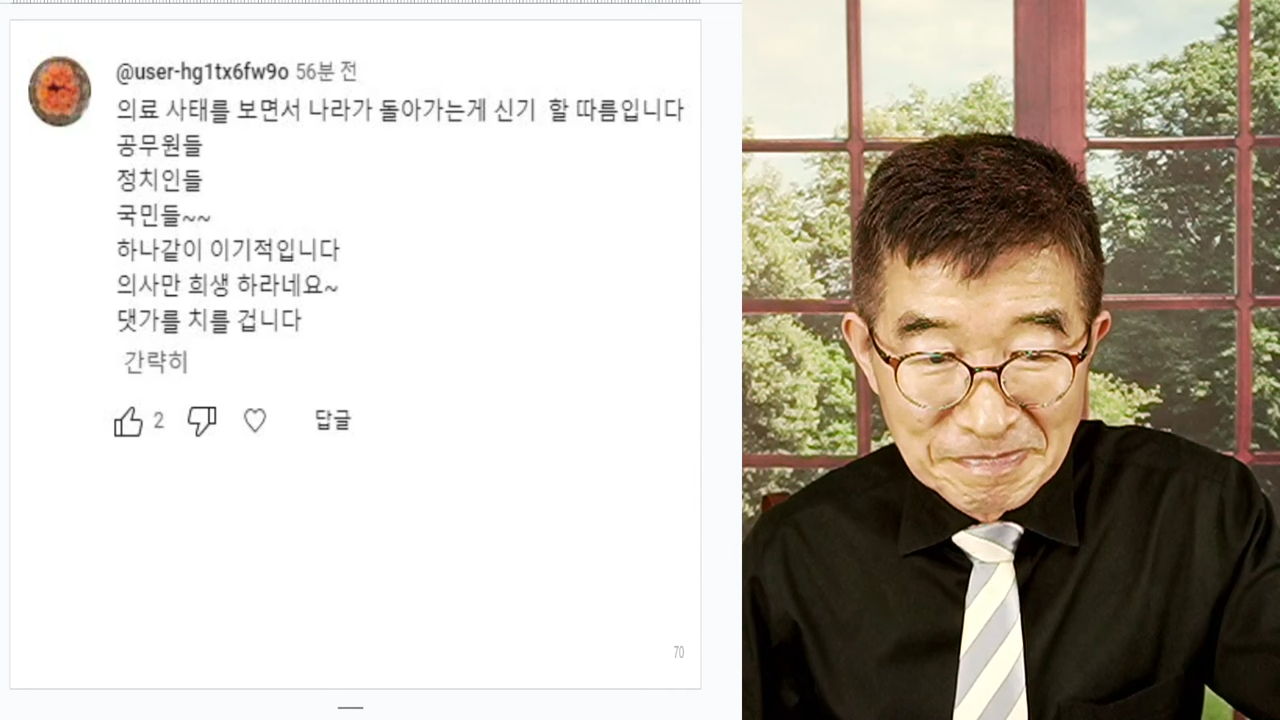 @user-hg1tx6fw9o 56분 전
의료 사태를 보면서 나라가 돌아가는게 신기 할 따름입니다
공무원들
정치인들
국민들~~
하나같이 이기적입니다
의사만 희생 하라네요~
댓가를 치를 겁니다
간략히
2 답글
70